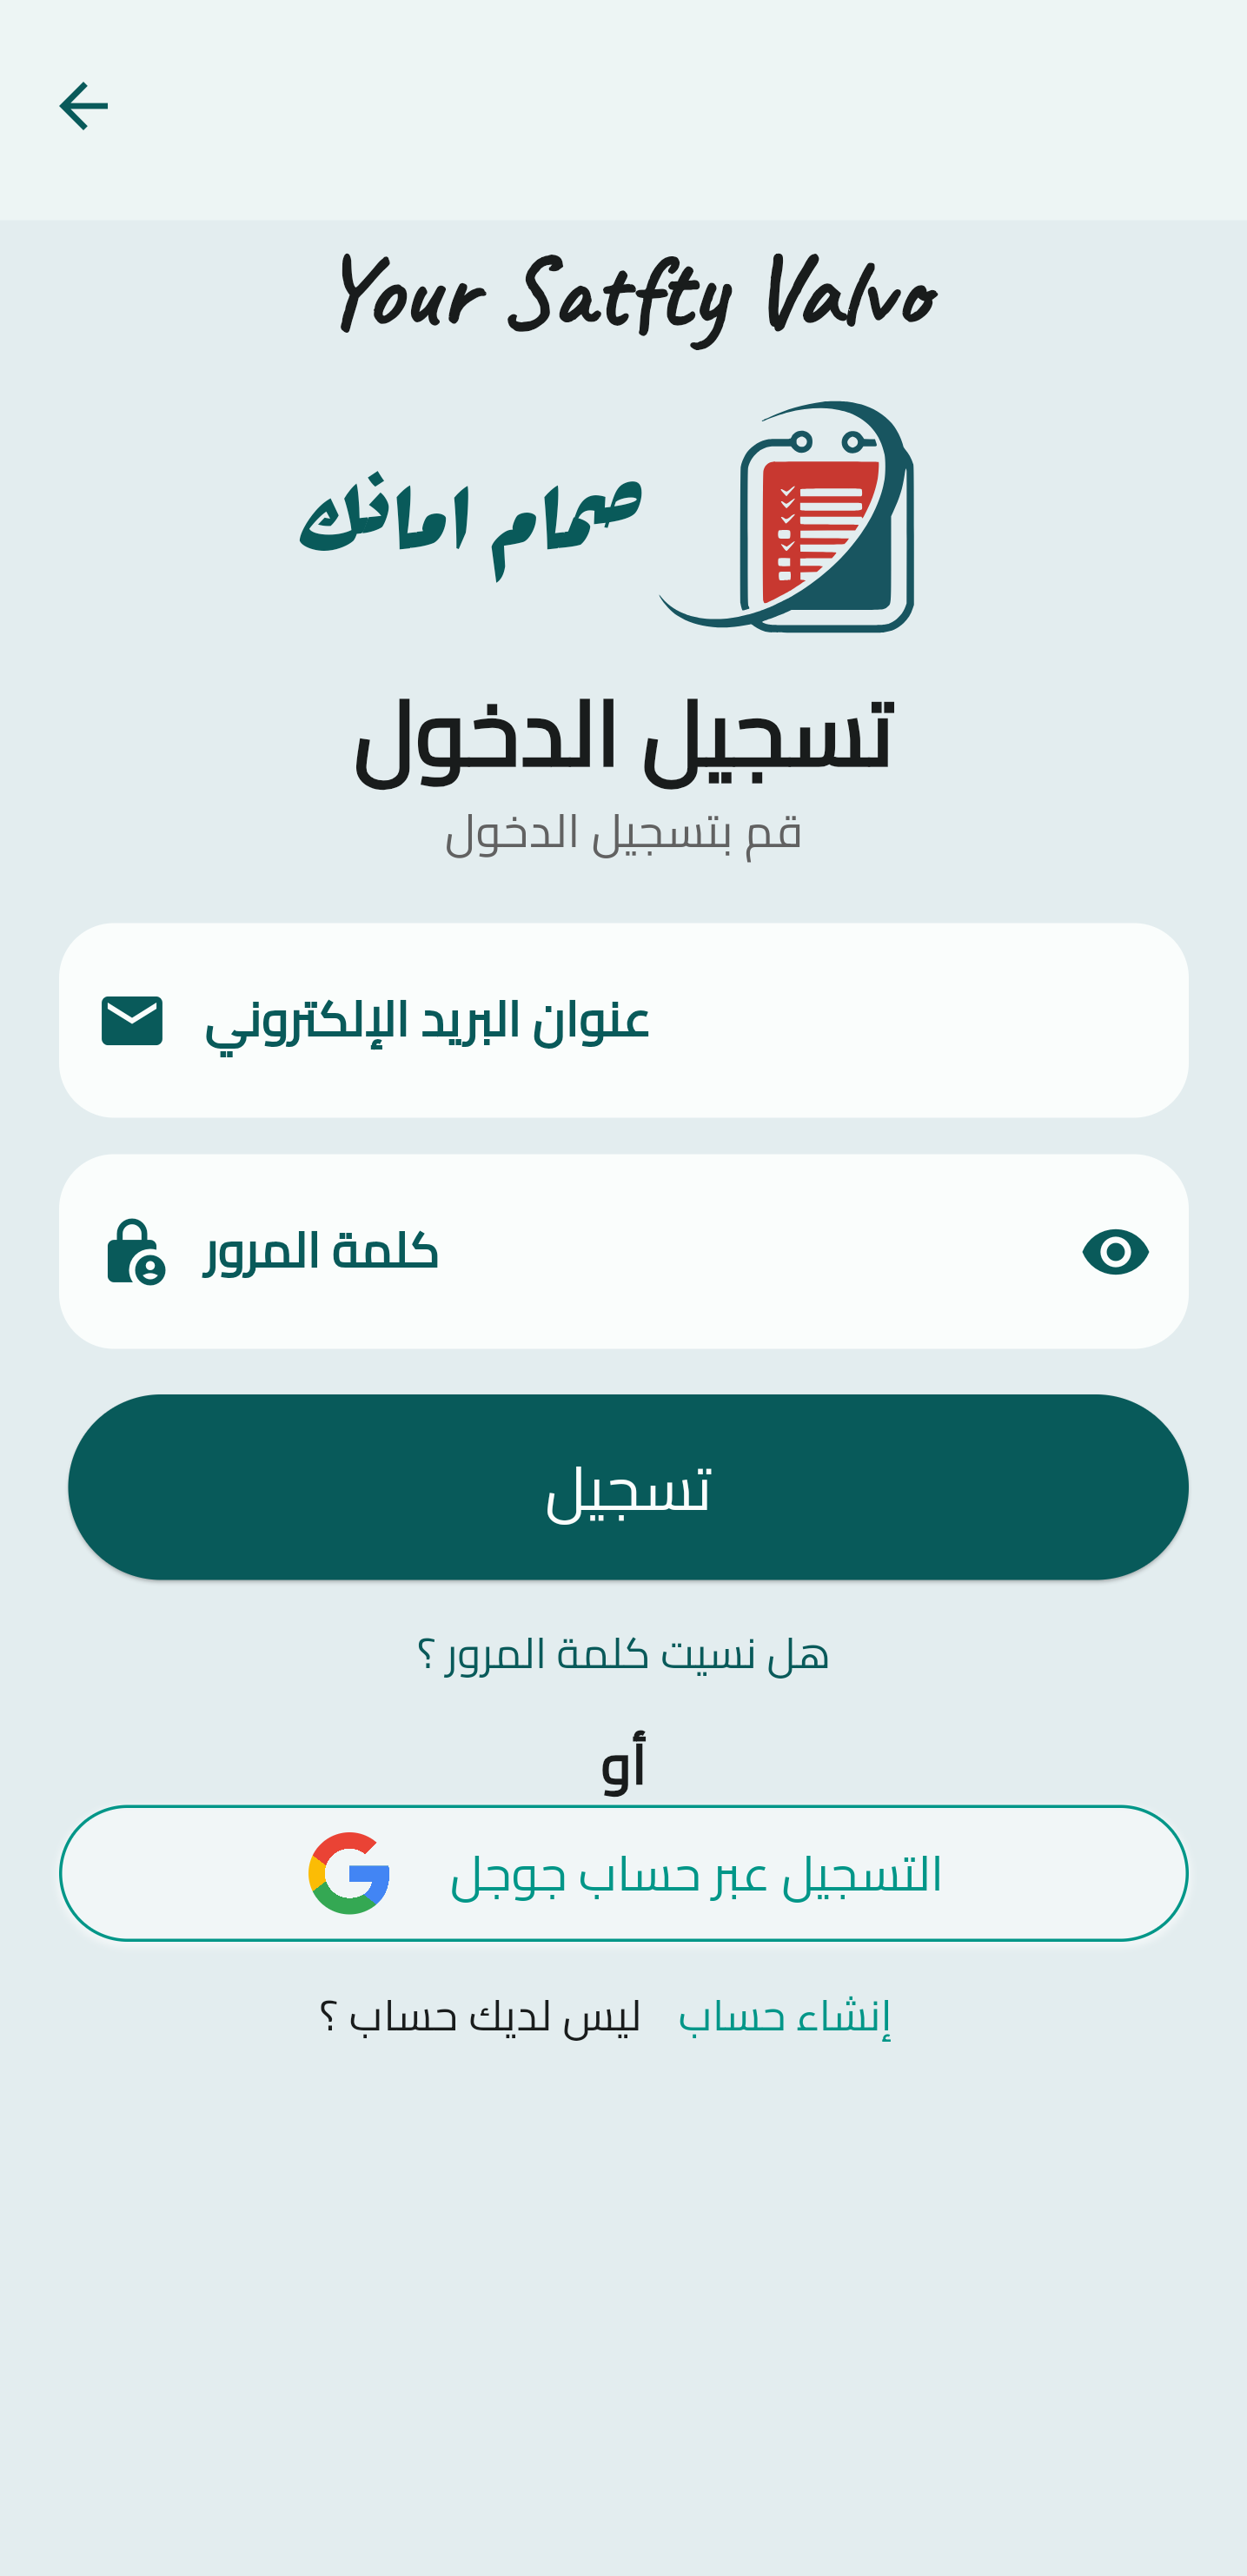 Your Satfty Valvo
صمام امانك
تسجيل الدخول
قم بتسجيل الدخول
عنوان البريد الإلكتروني
كلمة المرور
تسجيل
هل نسيت كلمة المرور ؟
أو
التسجيل عبر حساب جوجل
ليس لديك حساب ؟ إنشاء حساب